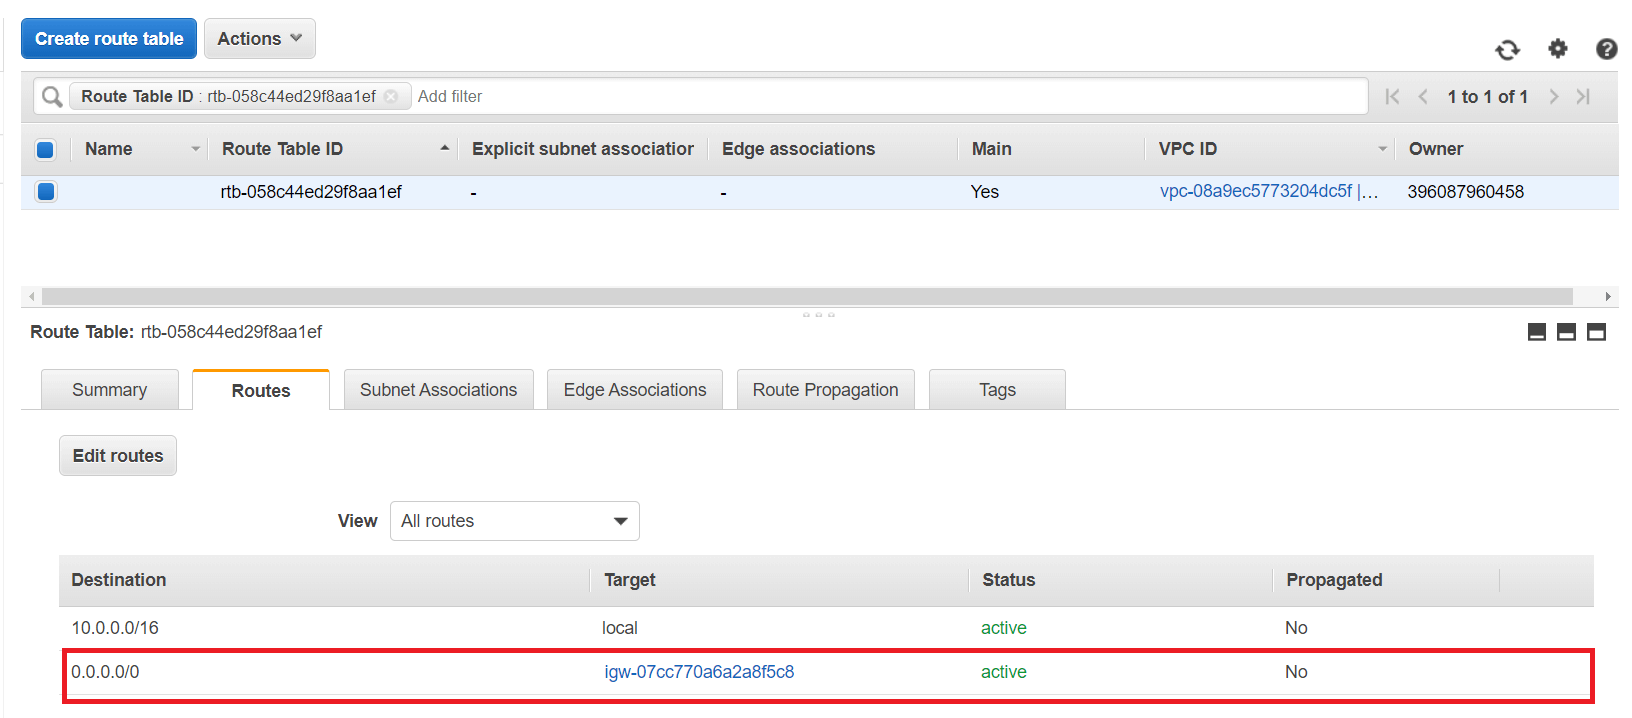 Create route table Actions
Route Table ID : rtb-058c44ed29f8aa1ef Add filter 1 to 1 of 1
Name Route Table ID Explicit subnet associatior Edge associations Main VPC ID Owner
rtb-058c44ed29f8aa1ef - - Yes vpc-08a9ec5773204dc5f |... 396087960458
Route Table: rtb-058c44ed29f8aa1ef
Summary Routes Subnet Associations Edge Associations Route Propagation Tags
Edit routes
View All routes
Destination Target Status Propagated
10.0.0.0/16 local active No
0.0.0.0/0 igw-07cc770a6a2a8f5c8 active No